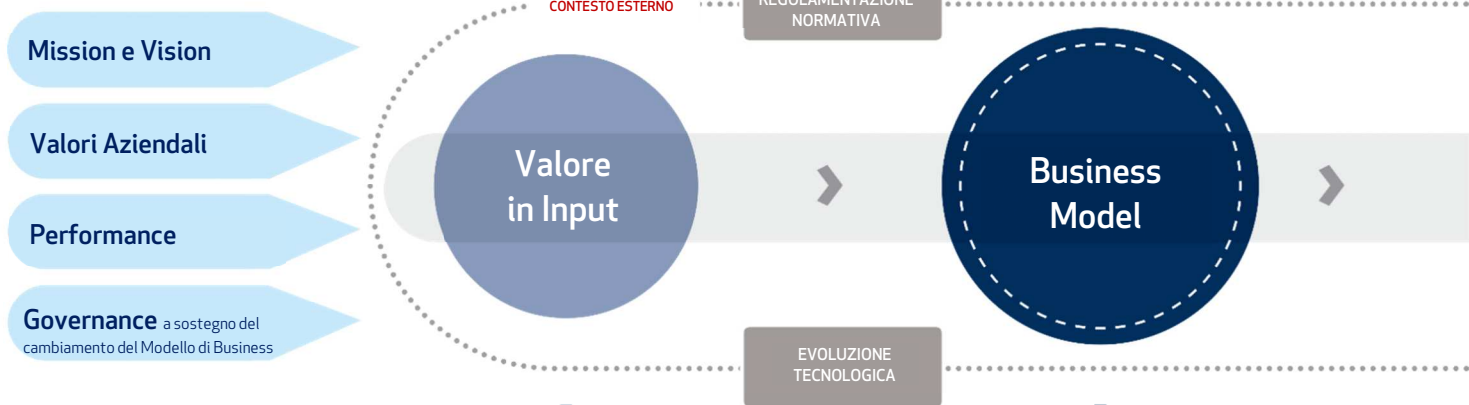 CONTESTO ESTERNO
REGOLAMENTAZIONE
NORMATIVA
Mission e Vision
Valori Aziendali
Performance
Governance a sostegno del
cambiamento del Modello di Business
Valore
in Input
Business
Model
EVOLUZIONE
TECNOLOGICA